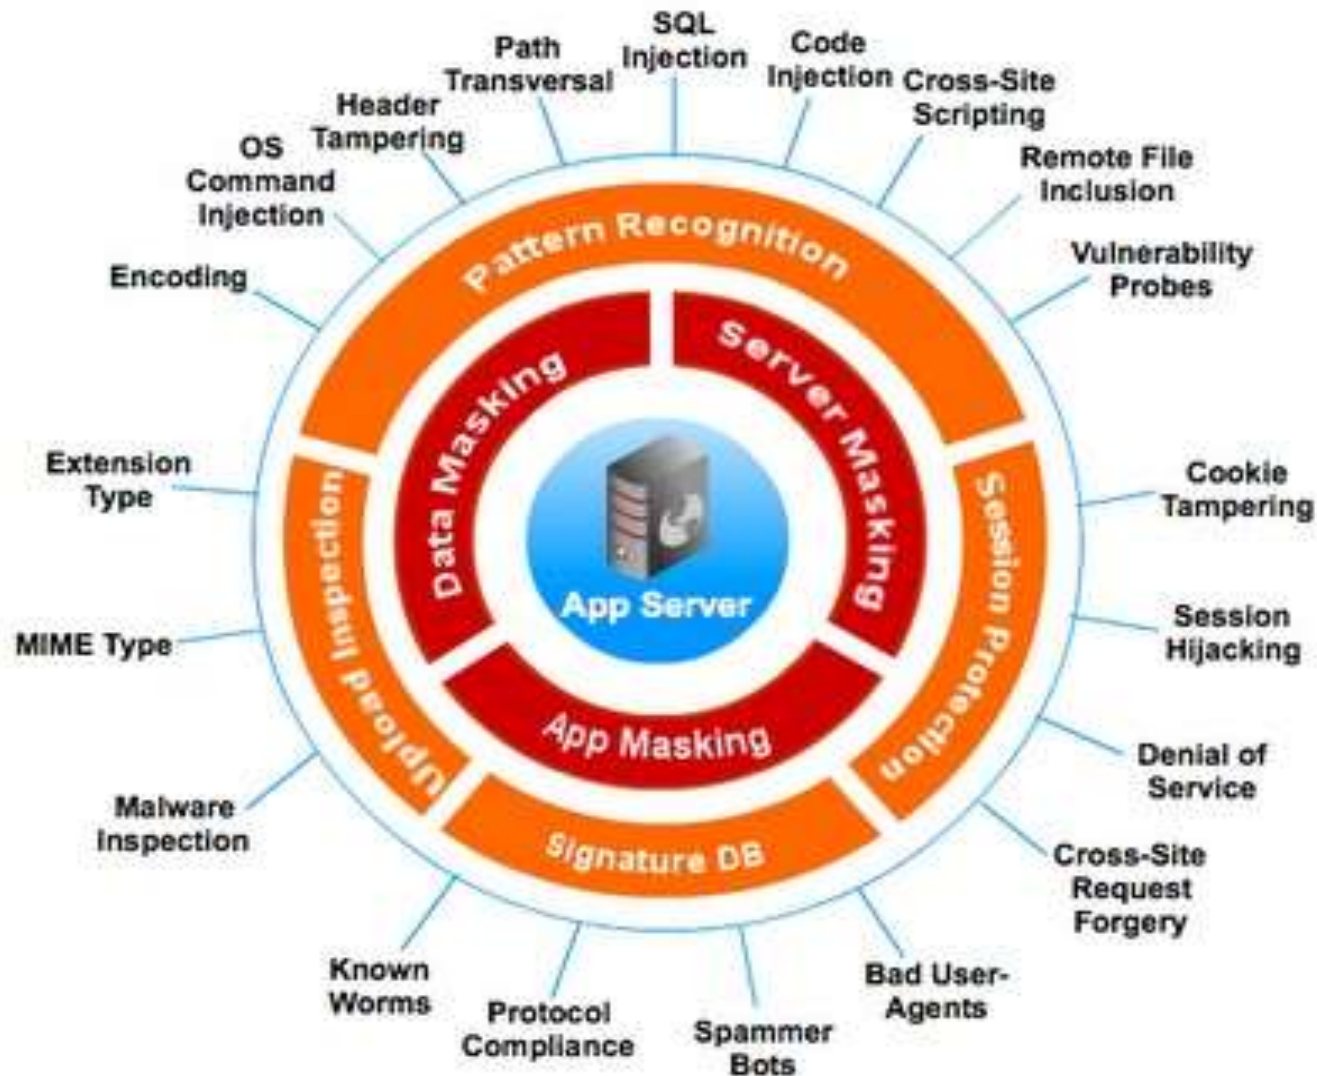 SQL
Injection
Code
Injection
Cross-Site
Scripting
Remote File
Inclusion
Vulnerability
Probes
Cookie
Tampering
Session
Hijacking
Denial of
Service
Cross-Site
Request
Forgery
Bad User-
Agents
Spammer
Bots
Protocol
Compliance
Known
Worms
Malware
Inspection
MIME Type
Extension
Type
Encoding
OS
Command
Injection
Header
Tampering
Path
Transversal
Pattern Recognition
Session Protection
Signature DB
Upload Inspection
Data Masking
Server Masking
App Masking
App Server